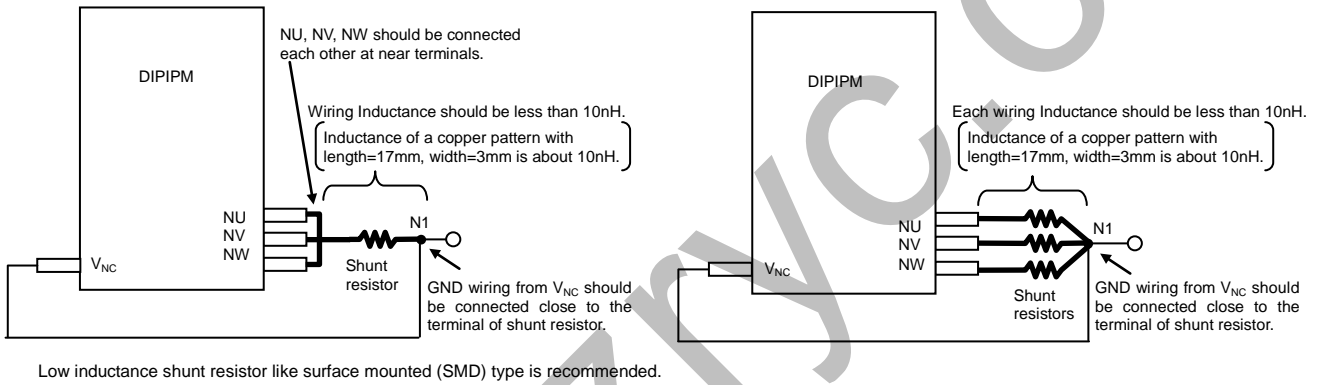 NU, NV, NW should be connected
each other at near terminals.
DIPIPM
Wiring Inductance should be less than 10nH.
Inductance of a copper pattern with
length=17mm, width=3mm is about 10nH.
NU
NV
NW
N1
VNC
Shunt
resistor
GND wiring from VNC should
be connected close to the
terminal of shunt resistor.
DIPIPM
Each wiring Inductance should be less than 10nH.
Inductance of a copper pattern with
length=17mm, width=3mm is about 10nH.
NU
NV
NW
N1
VNC
Shunt
resistors
GND wiring from VNC should
be connected close to the
terminal of shunt resistor.
Low inductance shunt resistor like surface mounted (SMD) type is recommended.